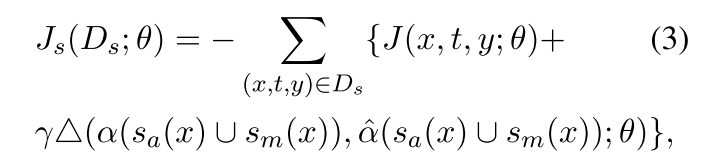 J_s(D_s; θ) = − ∑_{(x,t,y)∈D_s} {J(x, t, y; θ)+ (3)
γ△(α(s_a(x) ∪ s_m(x)), α̂(s_a(x) ∪ s_m(x)); θ)},